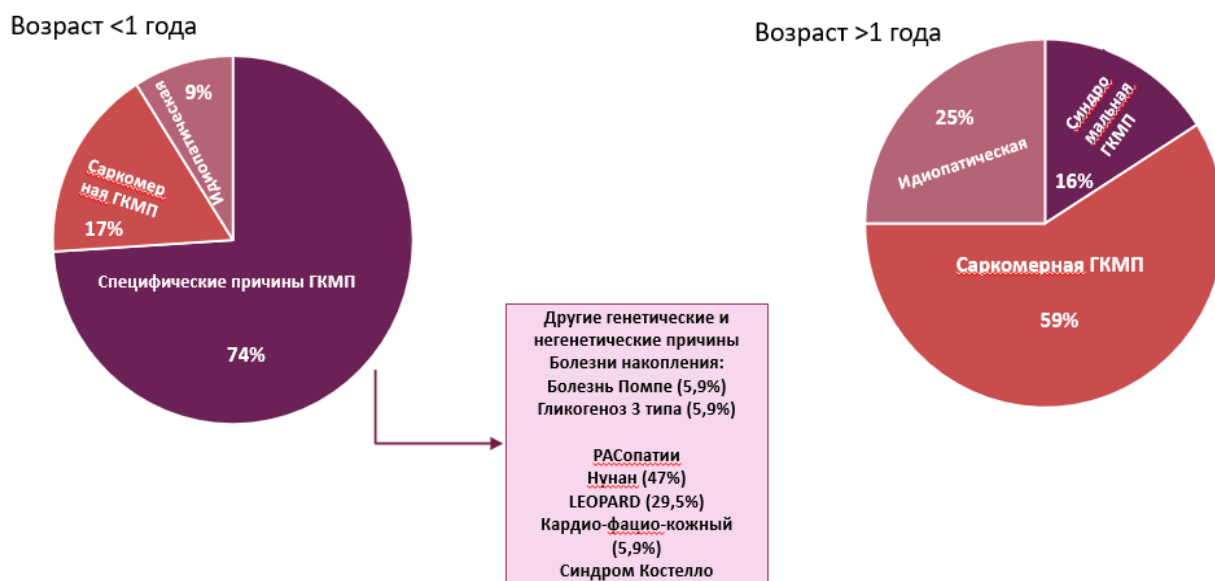 Возраст <1 года
9%
Идиопатическая
Саркомер
ная ГКМП
17%
Специфические причины ГКМП
74%
Другие генетические и
негенетические причины
Болезни накопления:
Болезнь Помпе (5,9%)
Гликогеноз 3 типа (5,9%)
РАСопатии
Нунан (47%)
LEOPARD (29,5%)
Кардио-фацио-кожный
(5,9%)
Синдром Костелло
Возраст >1 года
25%
Идиопатическая
Синдро
мальная
ГКМП
16%
Саркомерная ГКМП
59%